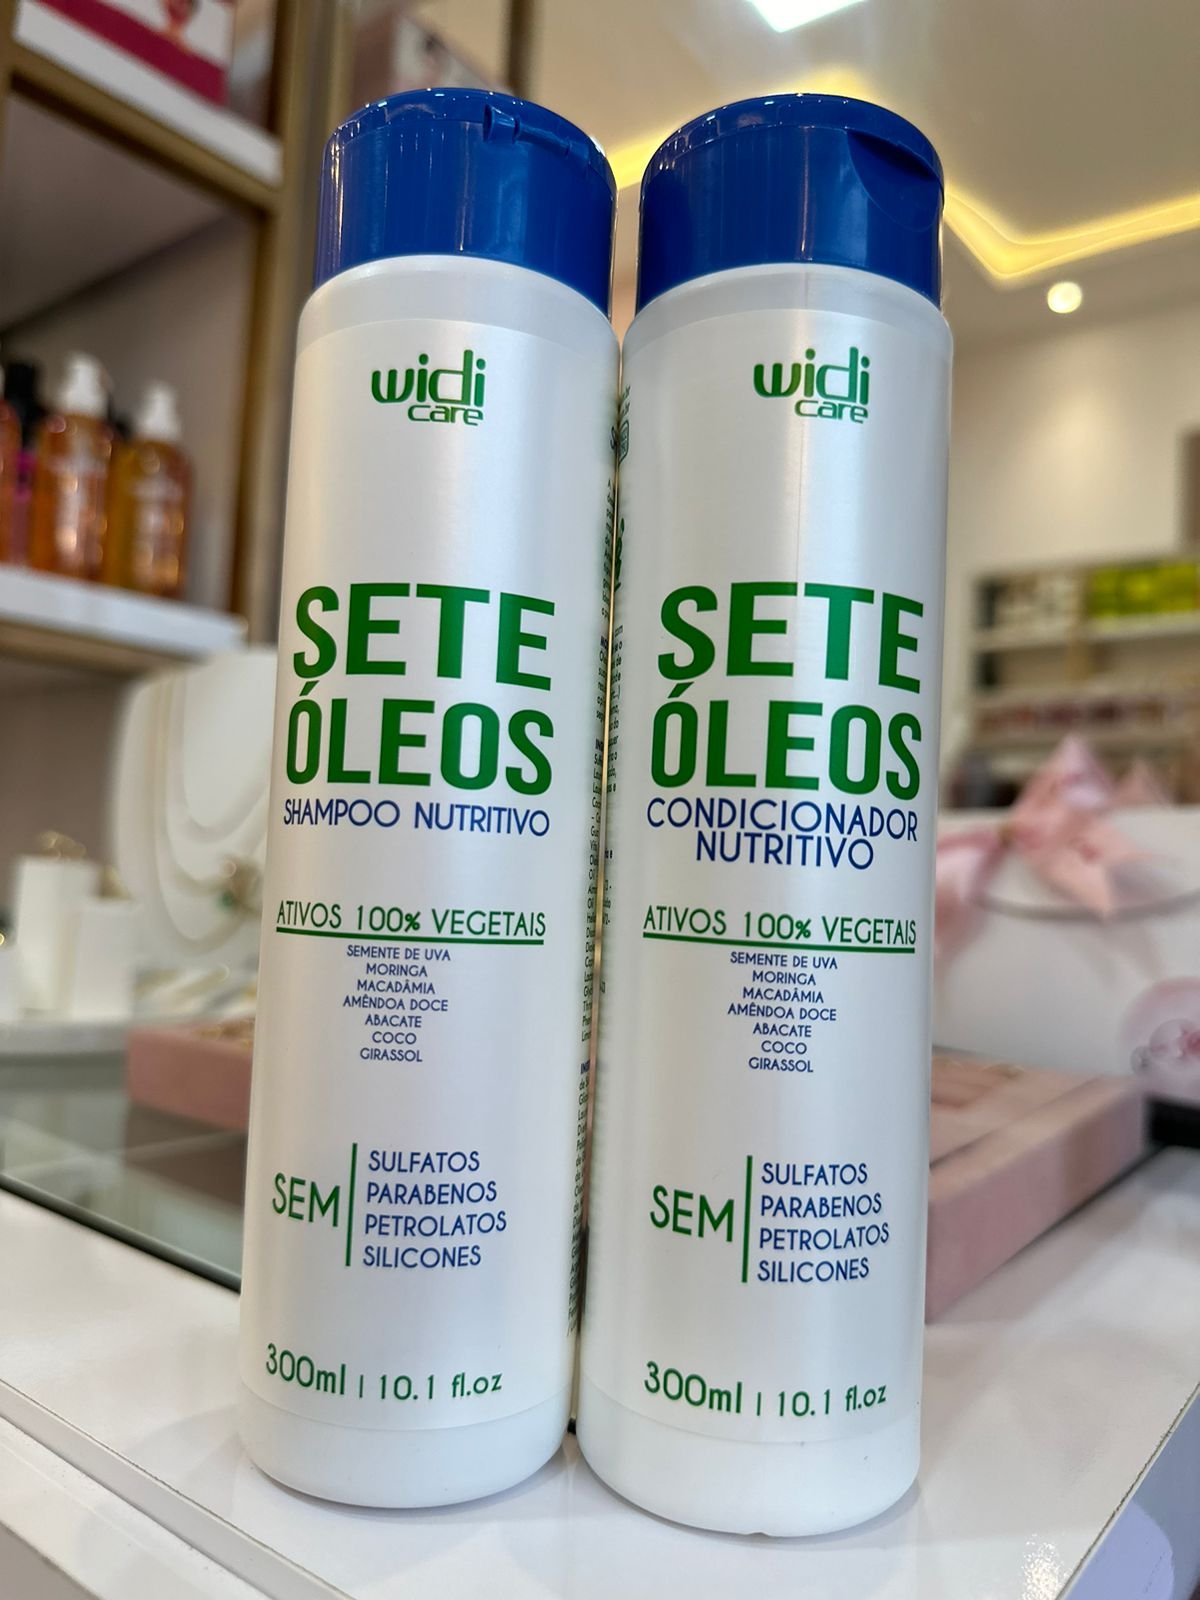 widi
care
SETE
ÓLEOS
SHAMPOO NUTRITIVO
ATIVOS 100% VEGETAIS
SEMENTE DE UVA
MORINGA
MACADÂMIA
AMÊNDOA DOCE
ABACATE
COCO
GIRASSOL
SEM
SULFATOS
PARABENOS
PETROLATOS
SILICONES
300ml | 10.1 fl.oz
widi
care
SETE
ÓLEOS
CONDICIONADOR
NUTRITIVO
ATIVOS 100% VEGETAIS
SEMENTE DE UVA
MORINGA
MACADÂMIA
AMÊNDOA DOCE
ABACATE
COCO
GIRASSOL
SEM
SULFATOS
PARABENOS
PETROLATOS
SILICONES
300ml | 10.1 fl.oz